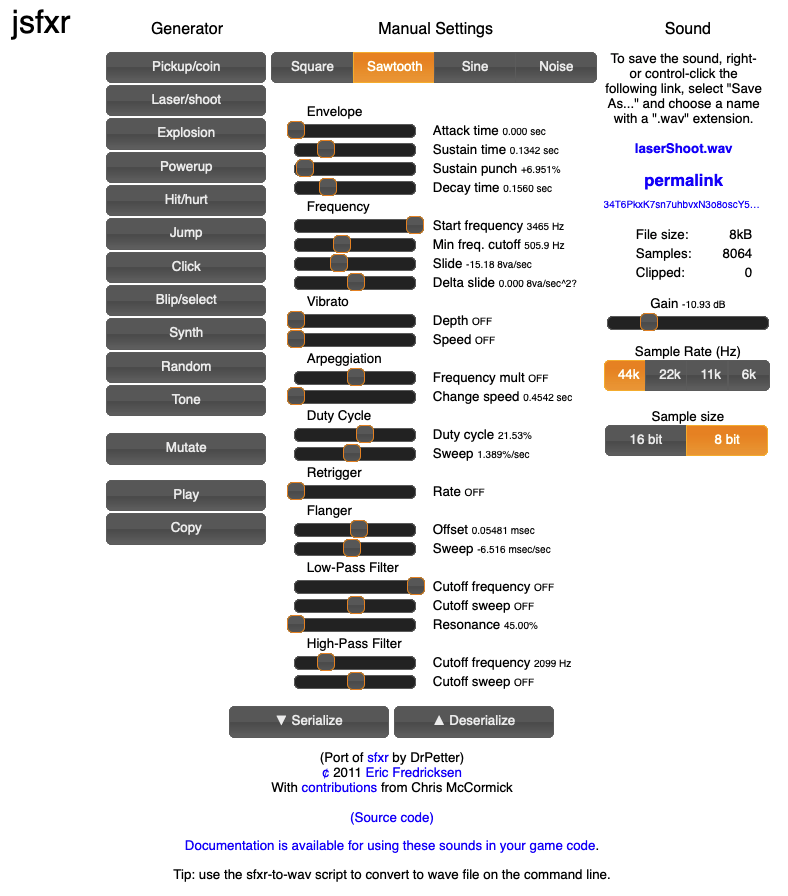 jsfxr
Generator
Pickup/coin
Laser/shoot
Explosion
Powerup
Hit/hurt
Jump
Click
Blip/select
Synth
Random
Tone
Mutate
Play
Copy
Manual Settings
Square Sawtooth Sine Noise
Envelope
Attack time 0.000 sec
Sustain time 0.1342 sec
Sustain punch +6.951%
Decay time 0.1560 sec
Frequency
Start frequency 3465 Hz
Min freq. cutoff 505.9 Hz
Slide -15.18 8va/sec
Delta slide 0.000 8va/sec^2?
Vibrato
Depth OFF
Speed OFF
Arpeggiation
Frequency mult OFF
Change speed 0.4542 sec
Duty Cycle
Duty cycle 21.53%
Sweep 1.389%/sec
Retrigger
Rate OFF
Flanger
Offset 0.05481 msec
Sweep -6.516 msec/sec
Low-Pass Filter
Cutoff frequency OFF
Cutoff sweep OFF
Resonance 45.00%
High-Pass Filter
Cutoff frequency 2099 Hz
Cutoff sweep OFF
Sound
To save the sound, right-
or control-click the
following link, select "Save
As..." and choose a name
with a ".wav" extension.
laserShoot.wav
permalink
34T6PkxK7sn7uhbvxN3o8oscY5...
File size: 8kB
Samples: 8064
Clipped: 0
Gain -10.93 dB
Sample Rate (Hz)
44k 22k 11k 6k
Sample size
16 bit 8 bit
▼ Serialize ▲ Deserialize
(Port of sfxr by DrPetter)
¢ 2011 Eric Fredricksen
With contributions from Chris McCormick
(Source code)
Documentation is available for using these sounds in your game code.
Tip: use the sfxr-to-wav script to convert to wave file on the command line.